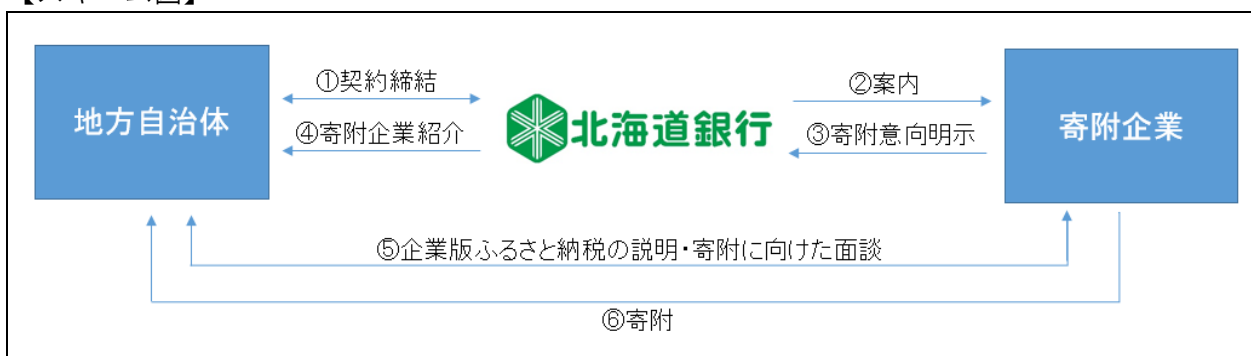 ①契約締結
②案内
地方自治体
北海道銀行
寄附企業
④寄附企業紹介
③寄附意向明示
⑤企業版ふるさと納税の説明・寄附に向けた面談
⑥寄附